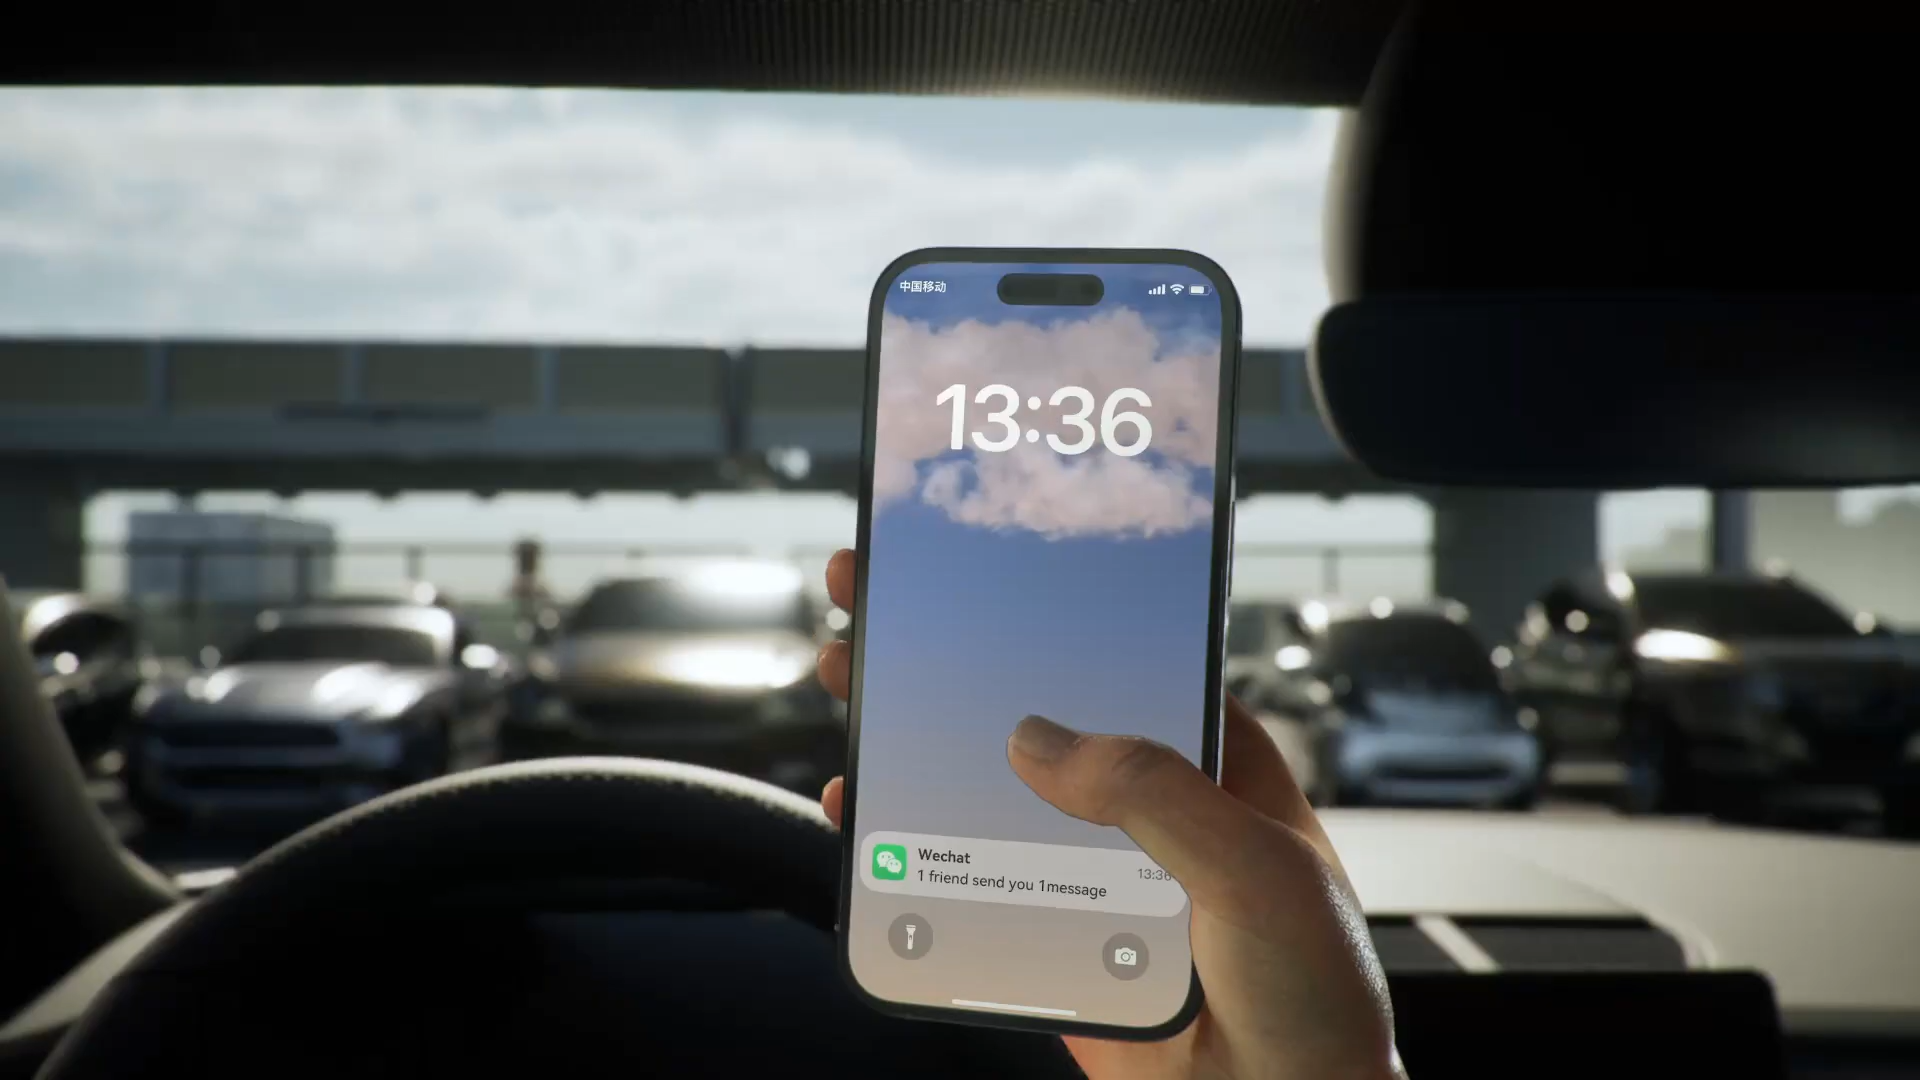 中国移动
13:36
Wechat
13:36
1 friend send you 1message